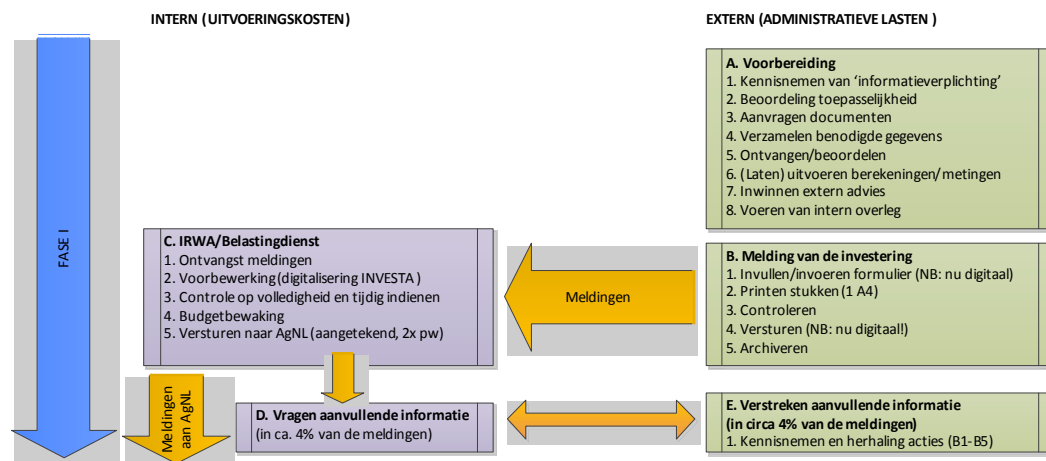 INTERN (UITVOERINGSKOSTEN)
EXTERN (ADMINISTRATIEVE LASTEN )
A. Voorbereiding
1. Kennisnemen van ‘informatieverplichting’
2. Beoordeling toepasselijkheid
3. Aanvragen documenten
4. Verzamelen benodigde gegevens
5. Ontvangen/beoordelen
6. (Laten) uitvoeren berekeningen/metingen
7. Inwinnen extern advies
8. Voeren van intern overleg
FASE I
C. IRWA/Belastingdienst
1. Ontvangst meldingen
2. Voorbewerking (digitalisering INVESTA )
3. Controle op volledigheid en tijdig indienen
4. Budgetbewaking
5. Versturen naar AgNL (aangetekend, 2x pw)
Meldingen
B. Melding van de investering
1. Invullen/invoeren formulier (NB: nu digitaal)
2. Printen stukken (1 A4)
3. Controleren
4. Versturen (NB: nu digitaal!)
5. Archiveren
Meldingen
aan AgNL
D. Vragen aanvullende informatie
(in ca. 4% van de meldingen)
E. Verstreken aanvullende informatie
(in circa 4% van de meldingen)
1. Kennisnemen en herhaling acties (B1-B5)